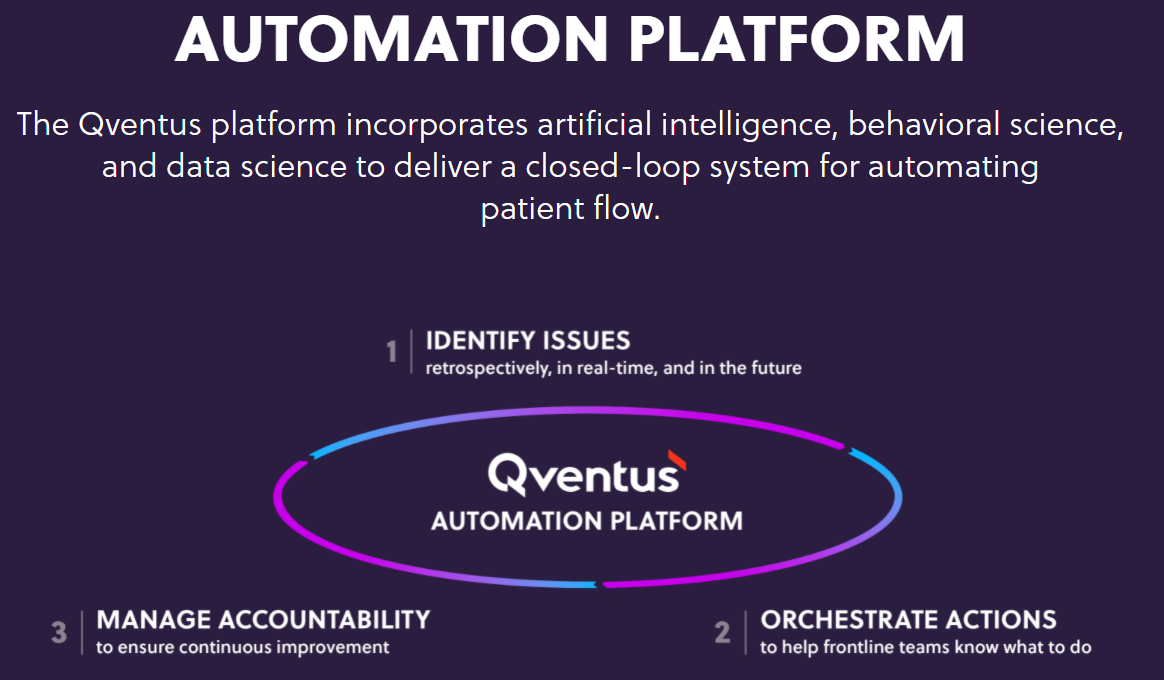 AUTOMATION PLATFORM
The Qventus platform incorporates artificial intelligence, behavioral science,
and data science to deliver a closed-loop system for automating
patient flow.
1
IDENTIFY ISSUES
retrospectively, in real-time, and in the future
Qventus
AUTOMATION PLATFORM
3
MANAGE ACCOUNTABILITY
to ensure continuous improvement
2
ORCHESTRATE ACTIONS
to help frontline teams know what to do